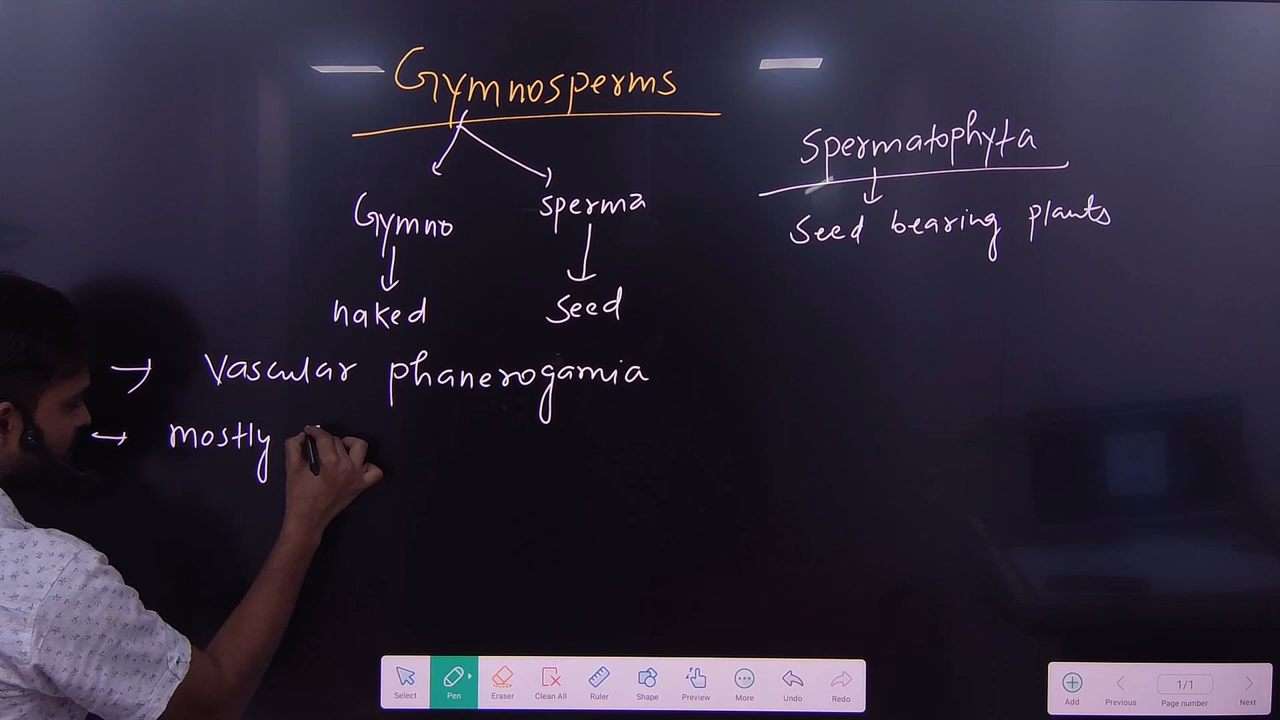 Gymnosperms
Spermatophyta
Gymno sperma
Seed bearing plants
naked Seed
→ Vascular phanerogamia
→ mostly
Select Pen Eraser Clean All Ruler Shape Preview More Undo Redo
Add Previous 1/1 Page number Next